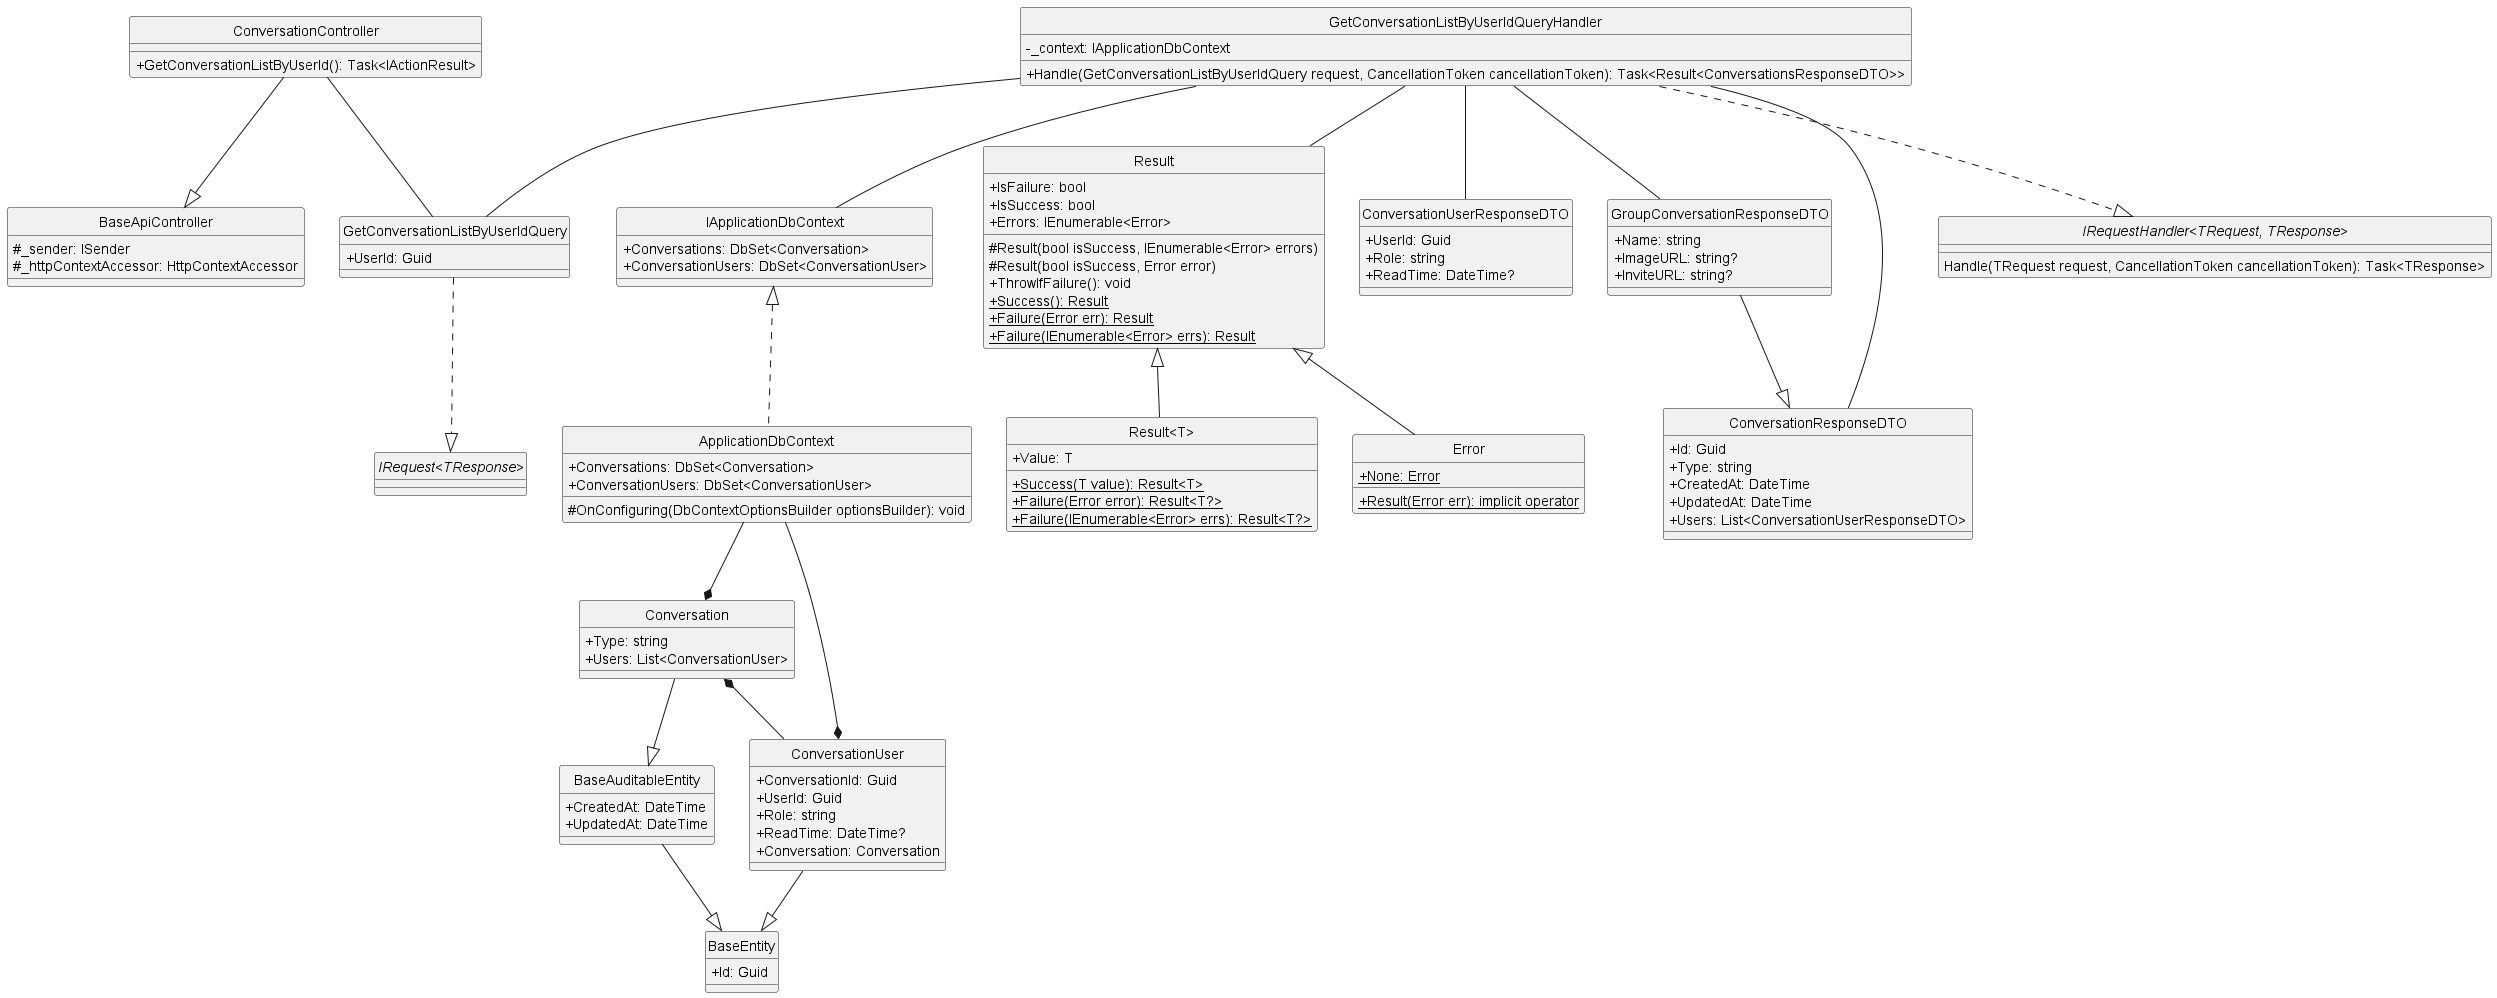 ConversationController
+GetConversationListByUserId(): Task<IActionResult>
GetConversationListByUserIdQueryHandler
-_context: IApplicationDbContext
+Handle(GetConversationListByUserIdQuery request, CancellationToken cancellationToken): Task<Result<ConversationsResponseDTO>>
BaseApiController
#_sender: ISender
#_httpContextAccessor: HttpContextAccessor
GetConversationListByUserIdQuery
+UserId: Guid
IApplicationDbContext
+Conversations: DbSet<Conversation>
+ConversationUsers: DbSet<ConversationUser>
Result
+IsFailure: bool
+IsSuccess: bool
+Errors: IEnumerable<Error>
#Result(bool isSuccess, IEnumerable<Error> errors)
#Result(bool isSuccess, Error error)
+ThrowIfFailure(): void
+Success(): Result
+Failure(Error err): Result
+Failure(IEnumerable<Error> errs): Result
ConversationUserResponseDTO
+UserId: Guid
+Role: string
+ReadTime: DateTime?
GroupConversationResponseDTO
+Name: string
+ImageURL: string?
+InviteURL: string?
IRequestHandler<TRequest, TResponse>
Handle(TRequest request, CancellationToken cancellationToken): Task<TResponse>
IRequest<TResponse>
ApplicationDbContext
+Conversations: DbSet<Conversation>
+ConversationUsers: DbSet<ConversationUser>
#OnConfiguring(DbContextOptionsBuilder optionsBuilder): void
Result<T>
+Value: T
+Success(T value): Result<T>
+Failure(Error error): Result<T?>
+Failure(IEnumerable<Error> errs): Result<T?>
Error
+None: Error
+Result(Error err): implicit operator
ConversationResponseDTO
+Id: Guid
+Type: string
+CreatedAt: DateTime
+UpdatedAt: DateTime
+Users: List<ConversationUserResponseDTO>
Conversation
+Type: string
+Users: List<ConversationUser>
BaseAuditableEntity
+CreatedAt: DateTime
+UpdatedAt: DateTime
ConversationUser
+ConversationId: Guid
+UserId: Guid
+Role: string
+ReadTime: DateTime?
+Conversation: Conversation
BaseEntity
+Id: Guid